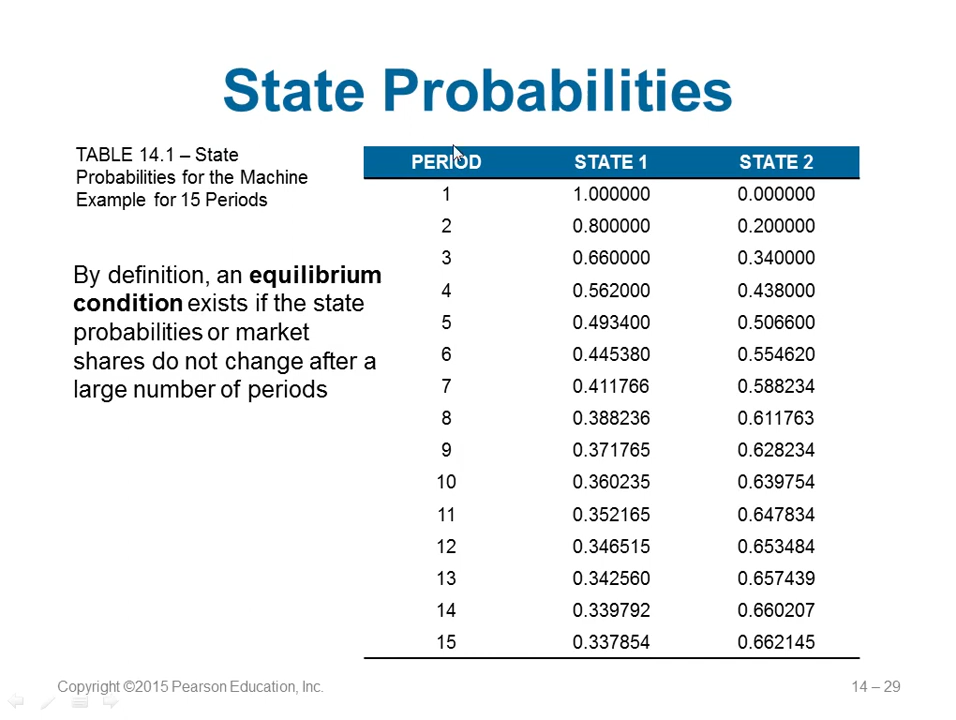 State Probabilities
TABLE 14.1 – State
Probabilities for the Machine
Example for 15 Periods
By definition, an equilibrium
condition exists if the state
probabilities or market
shares do not change after a
large number of periods
PERIOD STATE 1 STATE 2
1 1.000000 0.000000
2 0.800000 0.200000
3 0.660000 0.340000
4 0.562000 0.438000
5 0.493400 0.506600
6 0.445380 0.554620
7 0.411766 0.588234
8 0.388236 0.611763
9 0.371765 0.628234
10 0.360235 0.639754
11 0.352165 0.647834
12 0.346515 0.653484
13 0.342560 0.657439
14 0.339792 0.660207
15 0.337854 0.662145
Copyright ©2015 Pearson Education, Inc.
14 – 29